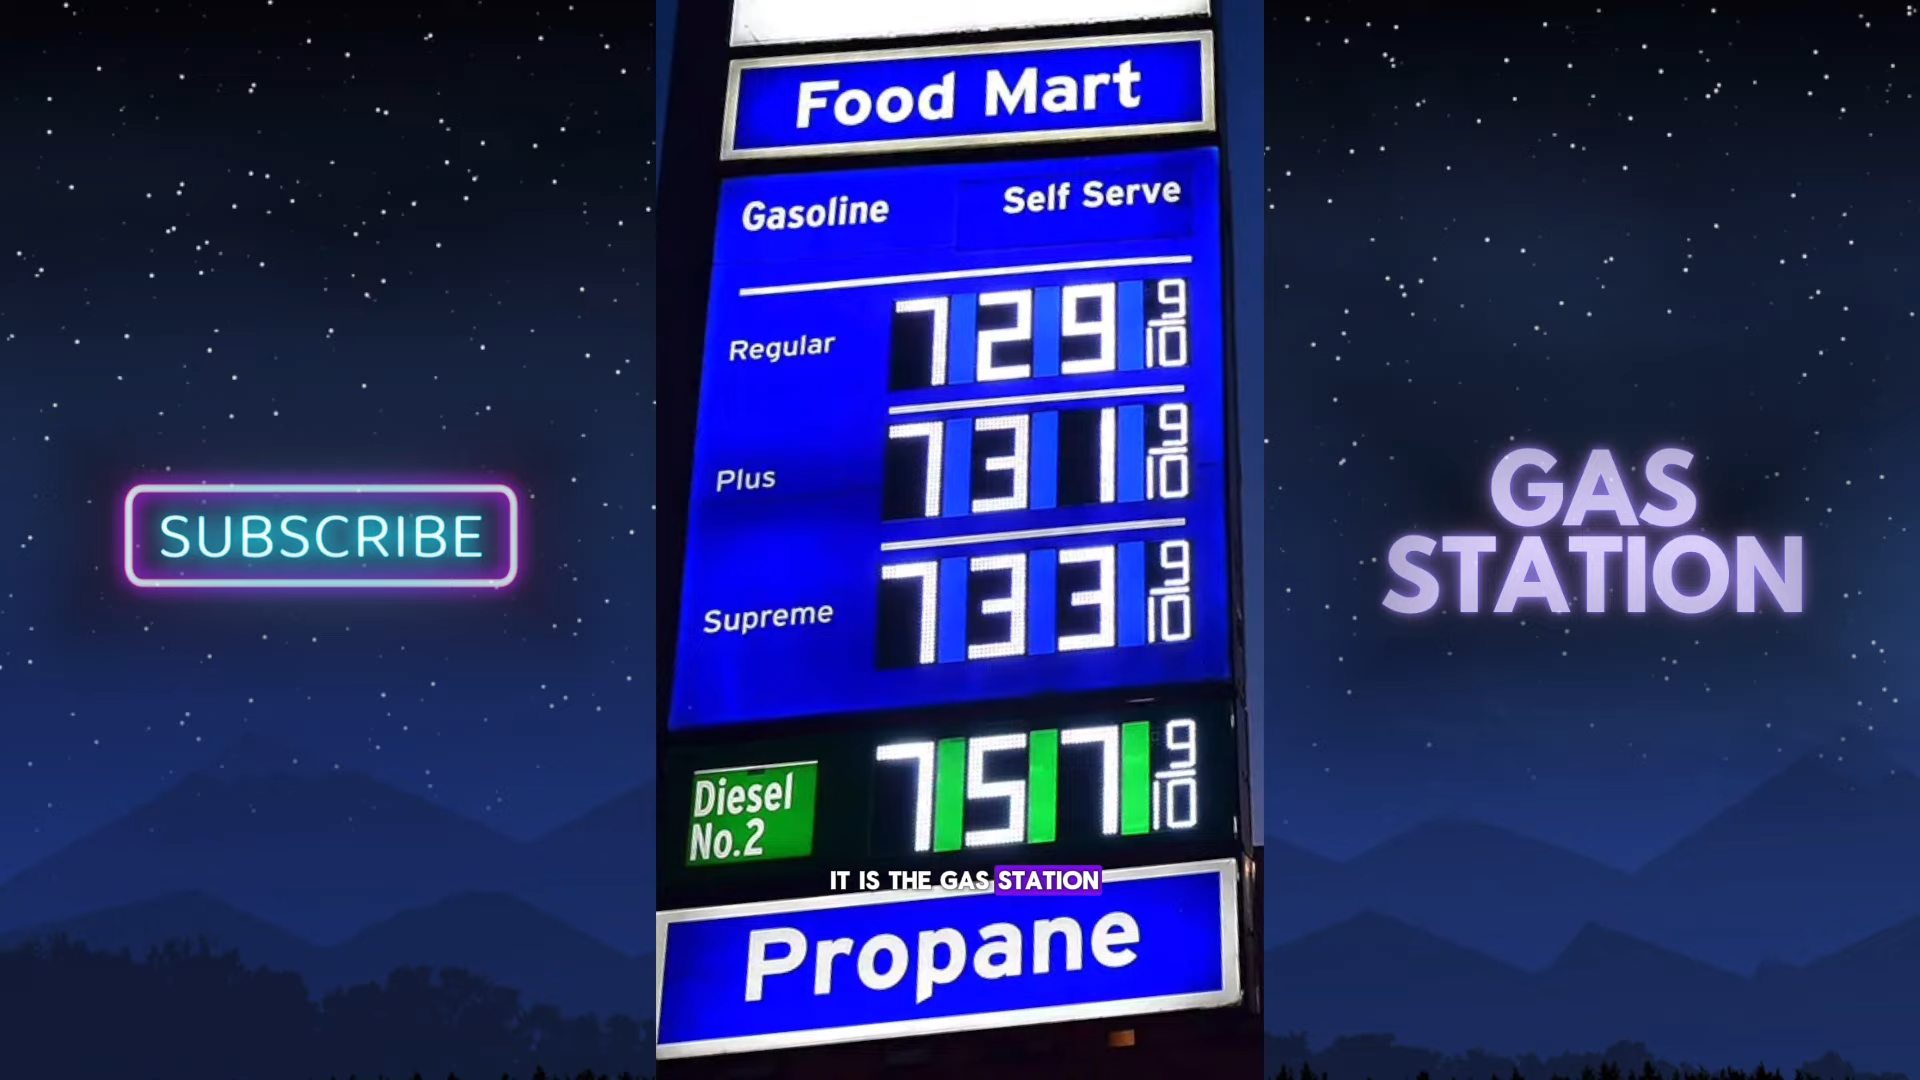 Food Mart
Gasoline Self Serve
Regular 729 9/10
Plus 731 9/10
Supreme 733 9/10
Diesel
No.2
757 9/10
IT IS THE GAS STATION
Propane
SUBSCRIBE
GAS
STATION